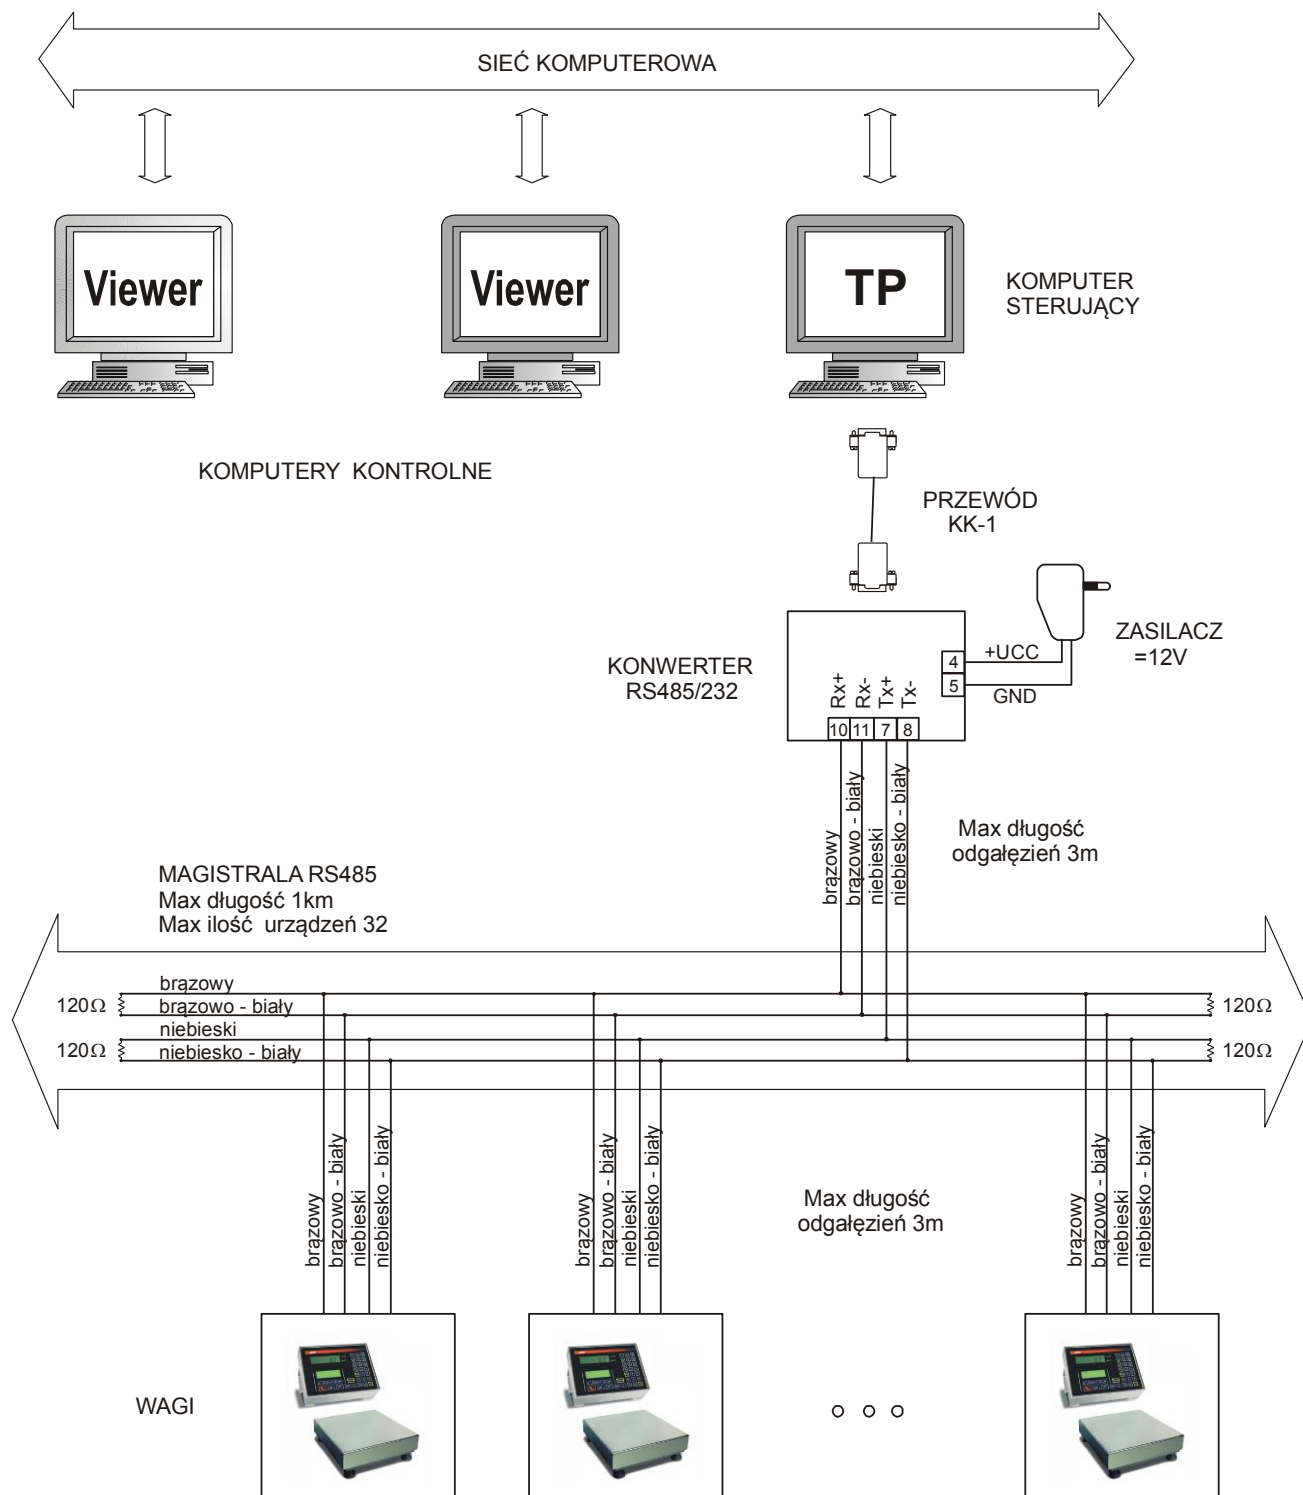 SIEĆ KOMPUTEROWA
Viewer
Viewer
TP
KOMPUTER
STERUJĄCY
KOMPUTERY KONTROLNE
PRZEWÓD
KK-1
ZASILACZ
=12V
KONWERTER
RS485/232
+UCC
GND
4
5
Rx+
Rx-
Tx+
Tx-
10
11
7
8
brązowy
brązowo - biały
niebieski
niebiesko - biały
Max długość
odgałęzień 3m
MAGISTRALA RS485
Max długość 1km
Max ilość urządzeń 32
brązowy
120Ω
brązowo - biały
120Ω
niebieski
120Ω
niebiesko - biały
120Ω
brązowy
brązowo - biały
niebieski
niebiesko - biały
brązowy
brązowo - biały
niebieski
niebiesko - biały
Max długość
odgałęzień 3m
brązowy
brązowo - biały
niebieski
niebiesko - biały
WAGI